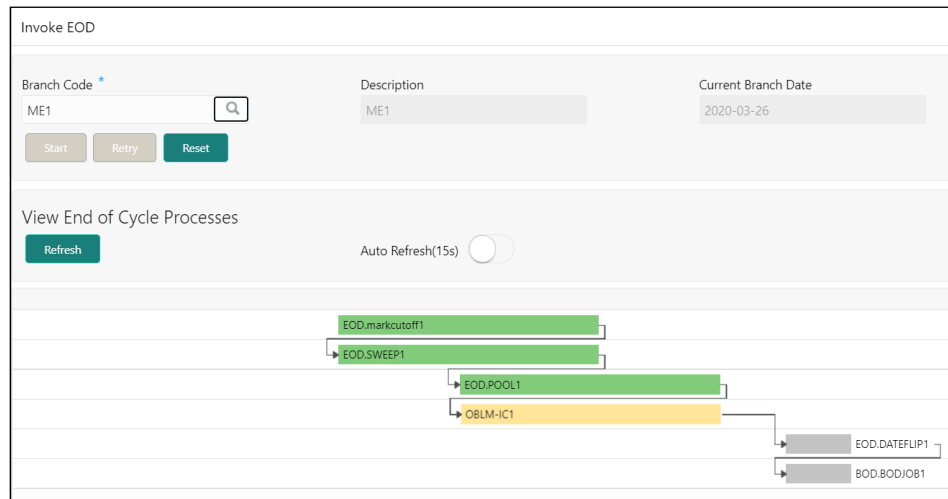 Invoke EOD
Branch Code *
Description
Current Branch Date
ME1
ME1
2020-03-26
Start
Retry
Reset
View End of Cycle Processes
Refresh
Auto Refresh(15s)
EOD.markcutoff1
EOD.SWEEP1
EOD.POOL1
OBLM-IC1
EOD.DATEFLIP1
BOD.BODJOB1